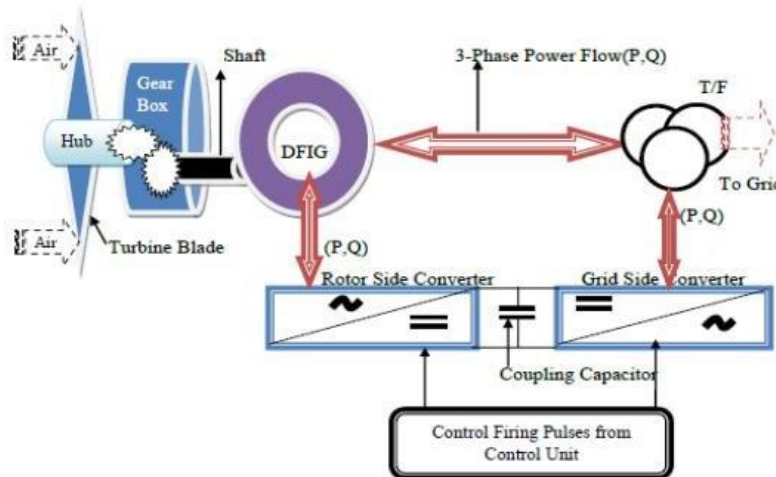 Air
Shaft
3-Phase Power Flow(P,Q)
T/F
Gear
Box
Hub
DFIG
To Grid
Air
Turbine Blade
(P,Q)
(P,Q)
Rotor Side Converter
Grid Side Converter
Coupling Capacitor
Control Firing Pulses from
Control Unit